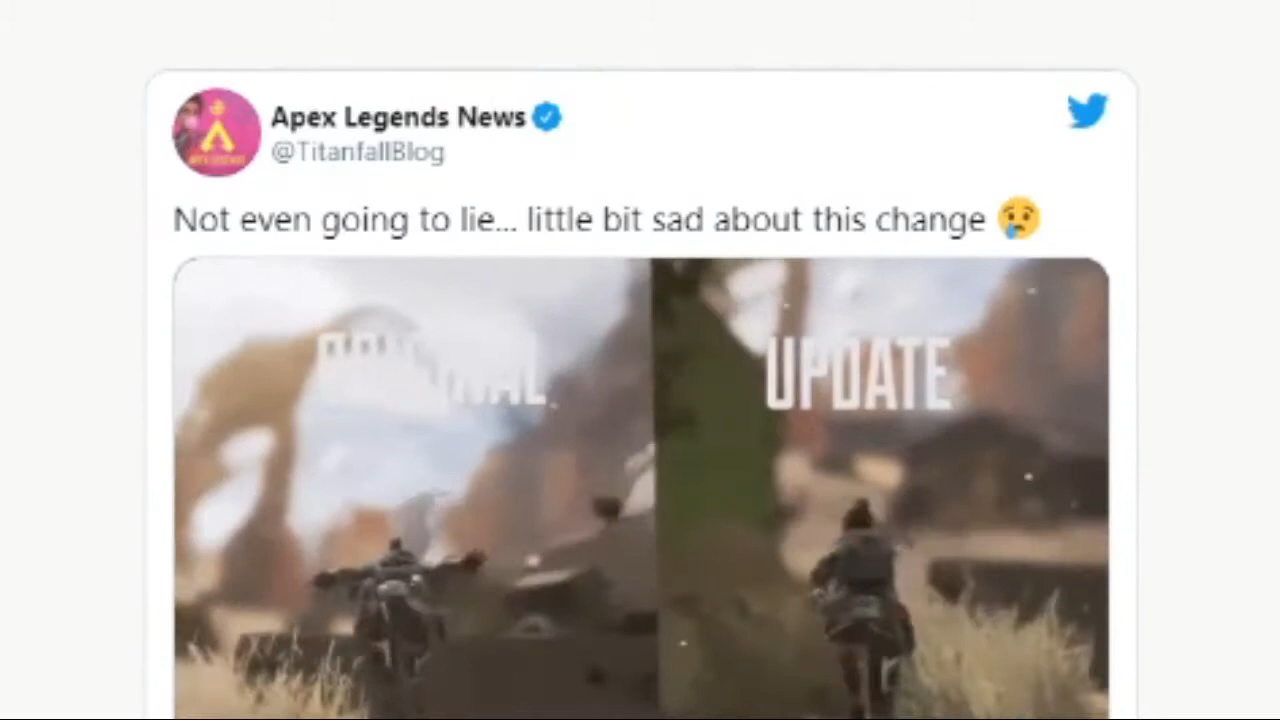 Apex Legends News
@TitanfallBlog
Not even going to lie... little bit sad about this change 😢
UPDATE